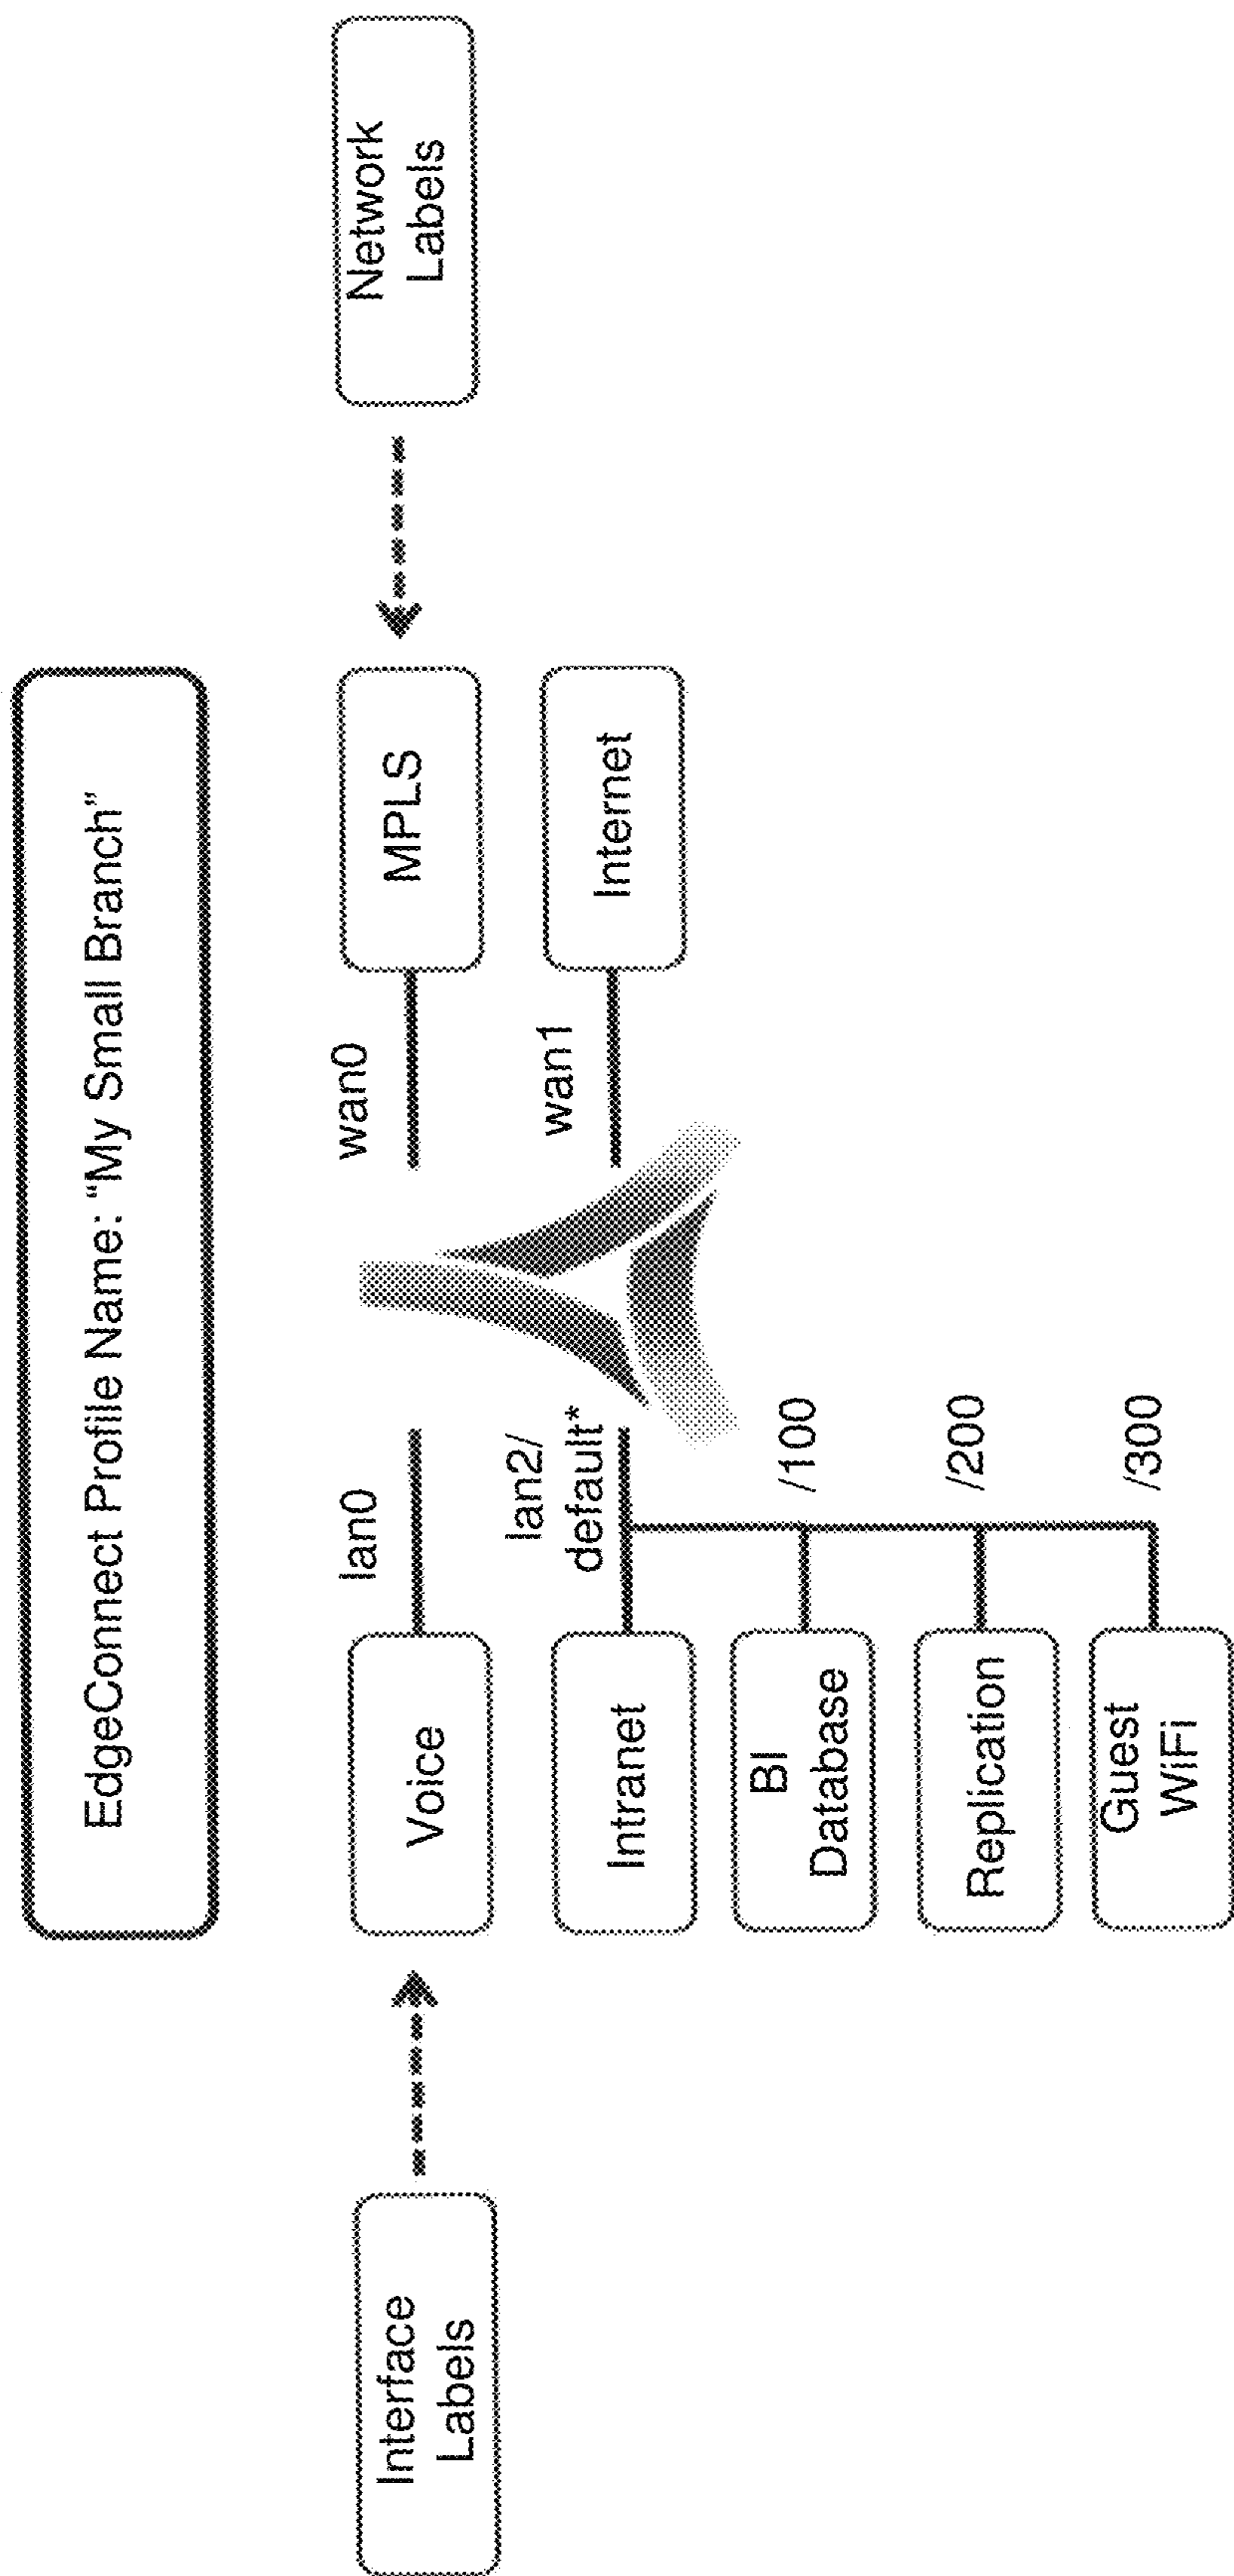 EdgeConnect Profile Name: “My Small Branch”
Interface
Labels
Voice
lan0
wan0
MPLS
Network
Labels
Intranet
lan2/
default*
wan1
Internet
BI
Database
/100
Replication
/200
Guest
WiFi
/300